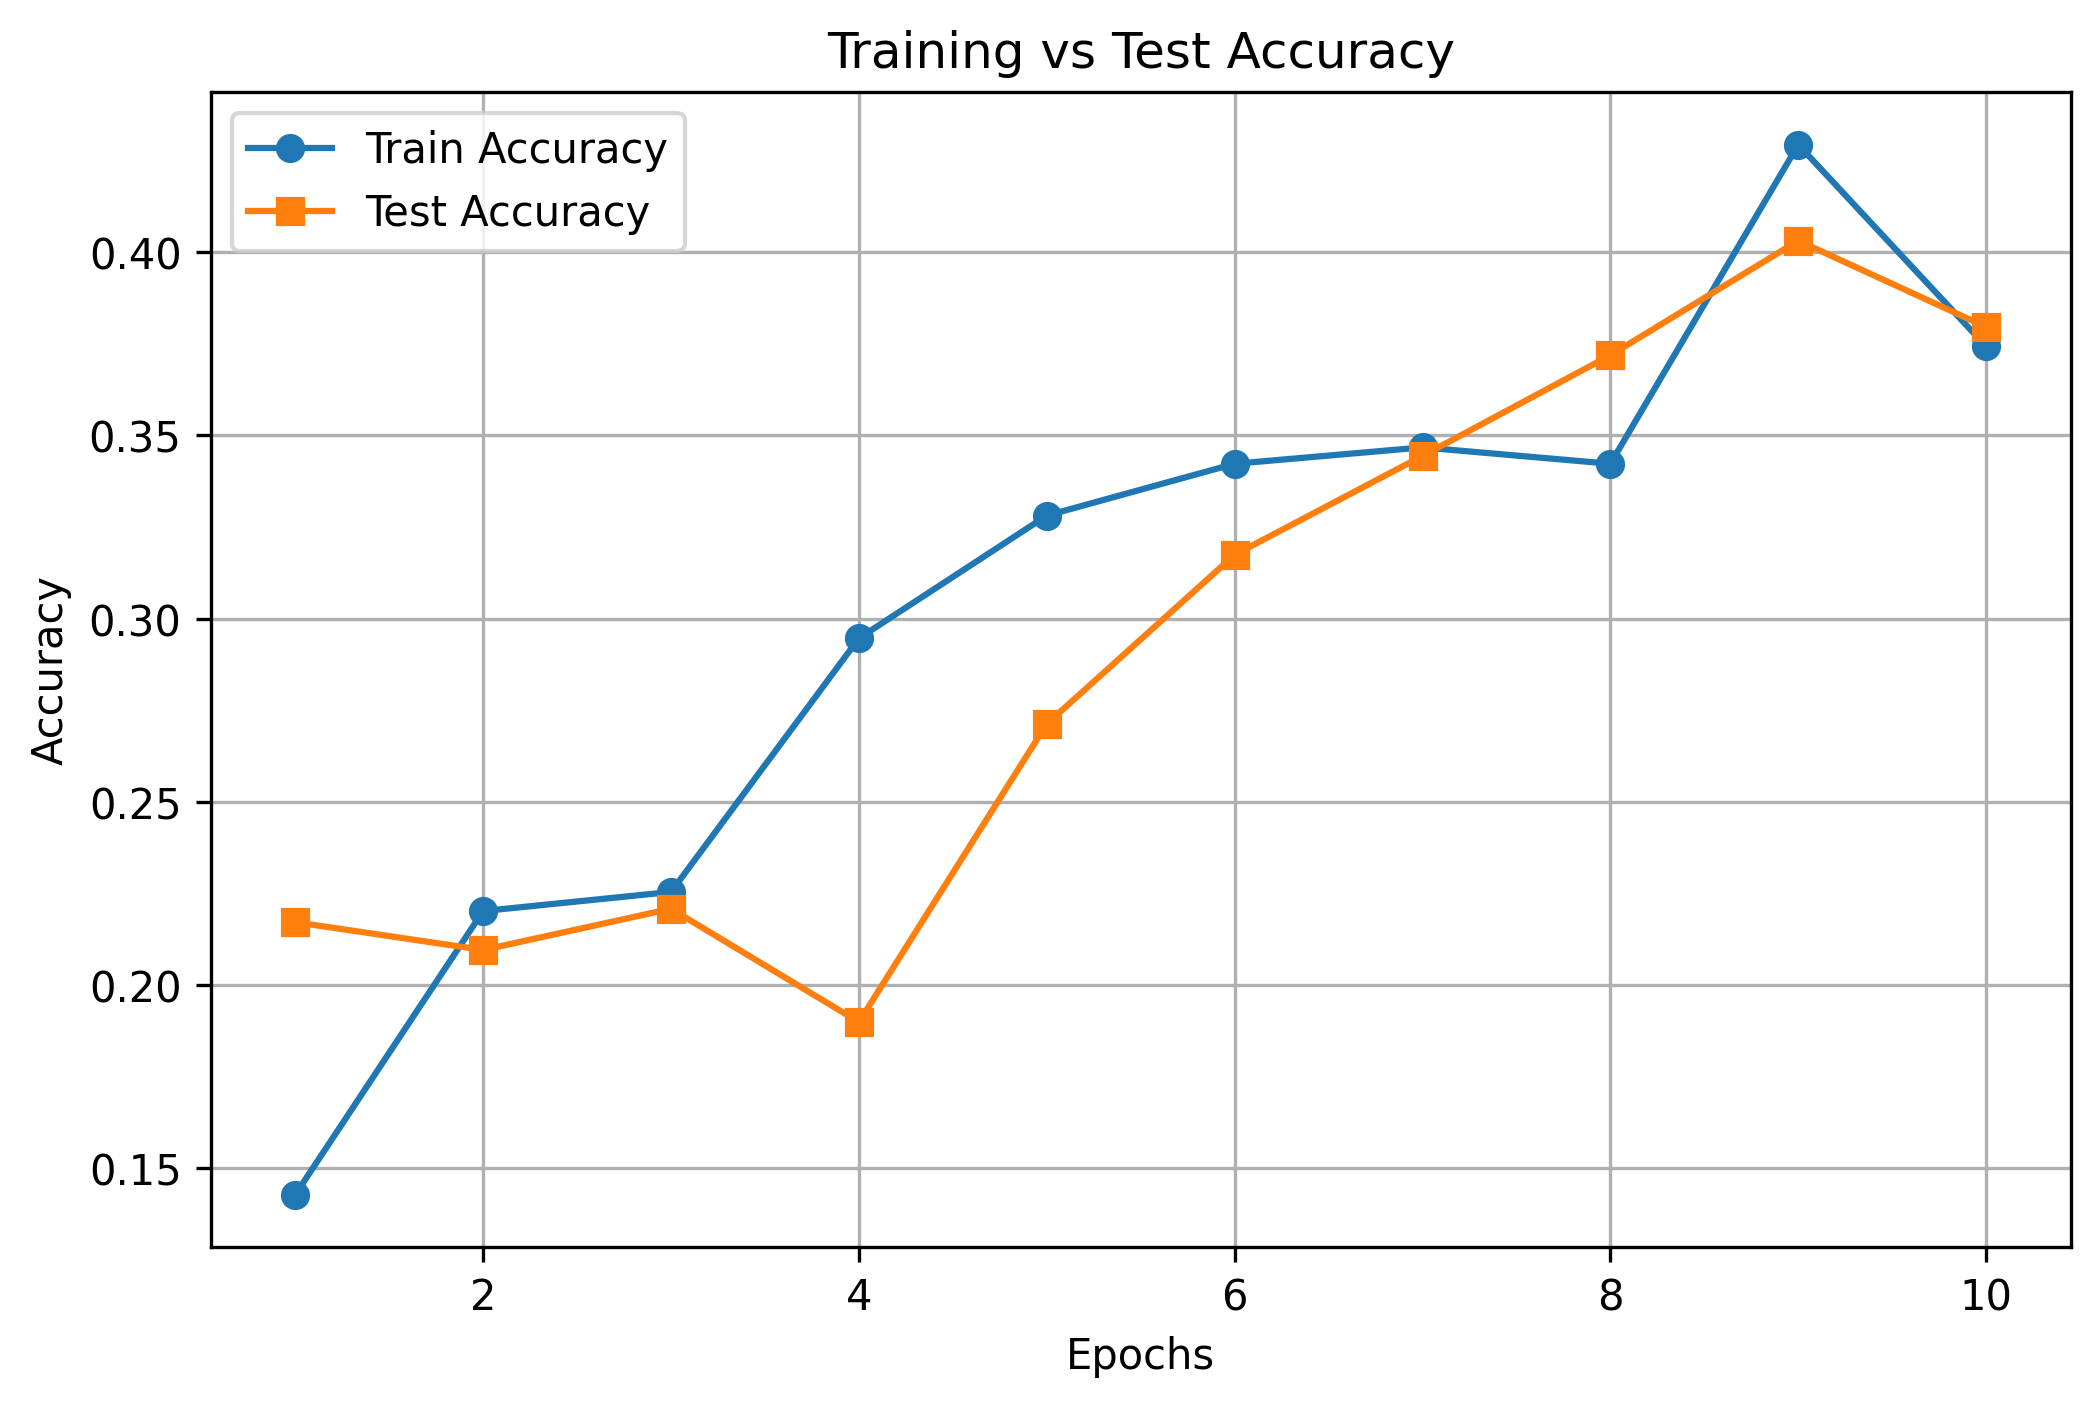 Training vs Test Accuracy
Train Accuracy
Test Accuracy
0.40
0.35
0.30
0.25
0.20
0.15
Accuracy
2 4 6 8 10
Epochs